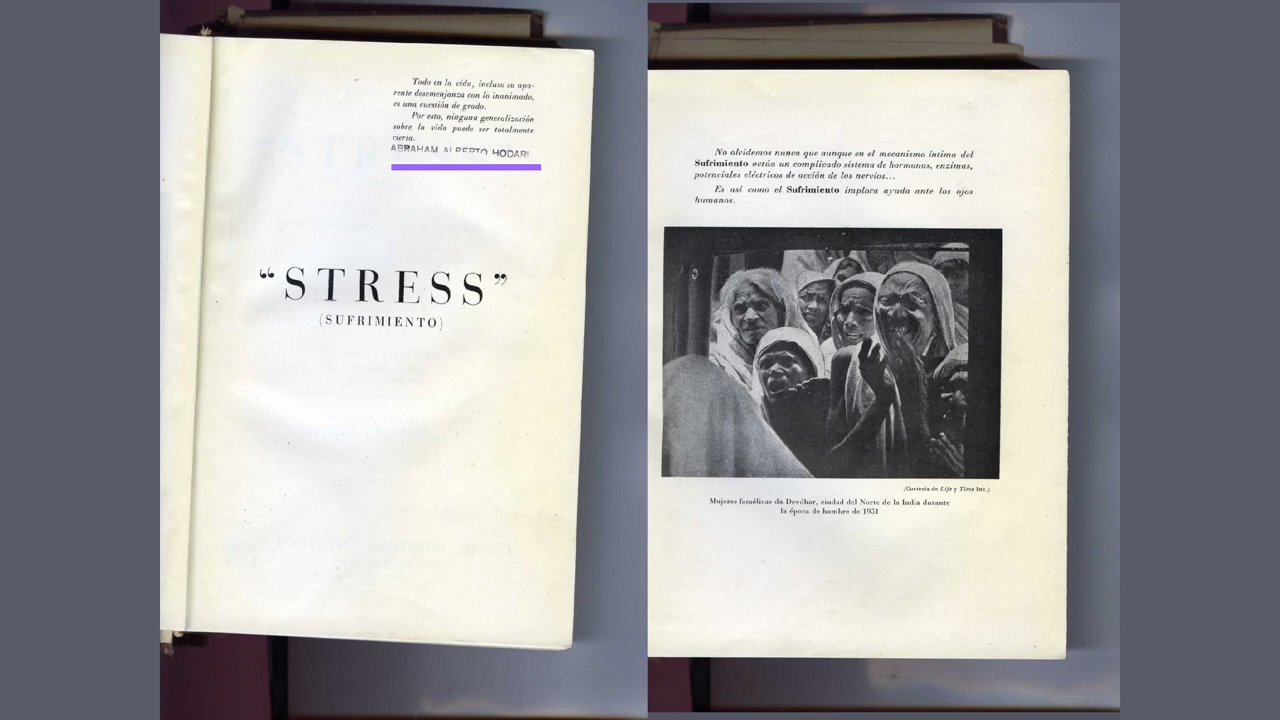 Todo en la vida, incluso su apa-
rente desemenjanza con lo inanimado,
es una cuestión de grado.
Por esto, ninguna generalización
sobre la vida puede ser totalmente
cierta.
ABRAHAM ALBERTO HODARI
“STRESS”
(SUFRIMIENTO)
No olvidemos nunca que aunque en el mecanismo íntimo del
Sufrimiento actúa un complicado sistema de hormonas, enzimas,
potenciales eléctricos de acción de los nervios...
Es así como el Sufrimiento implora ayuda ante los ojos
humanos.
(Cortesía de Life y Time Inc.)
Mujeres famélicas de Devdhar, ciudad del Norte de la India durante
la época de hambre de 1951